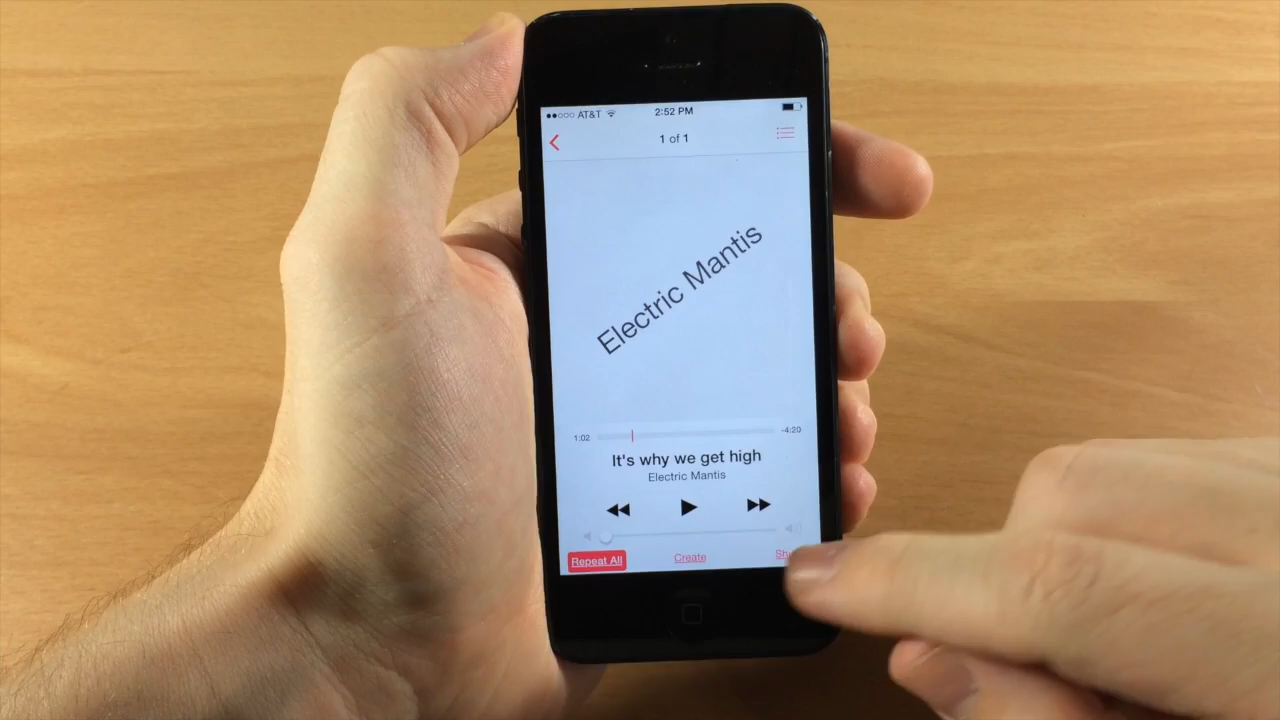 AT&T 2:52 PM
1 of 1
Electric Mantis
1:02 -4:20
It's why we get high
Electric Mantis
Repeat All Create